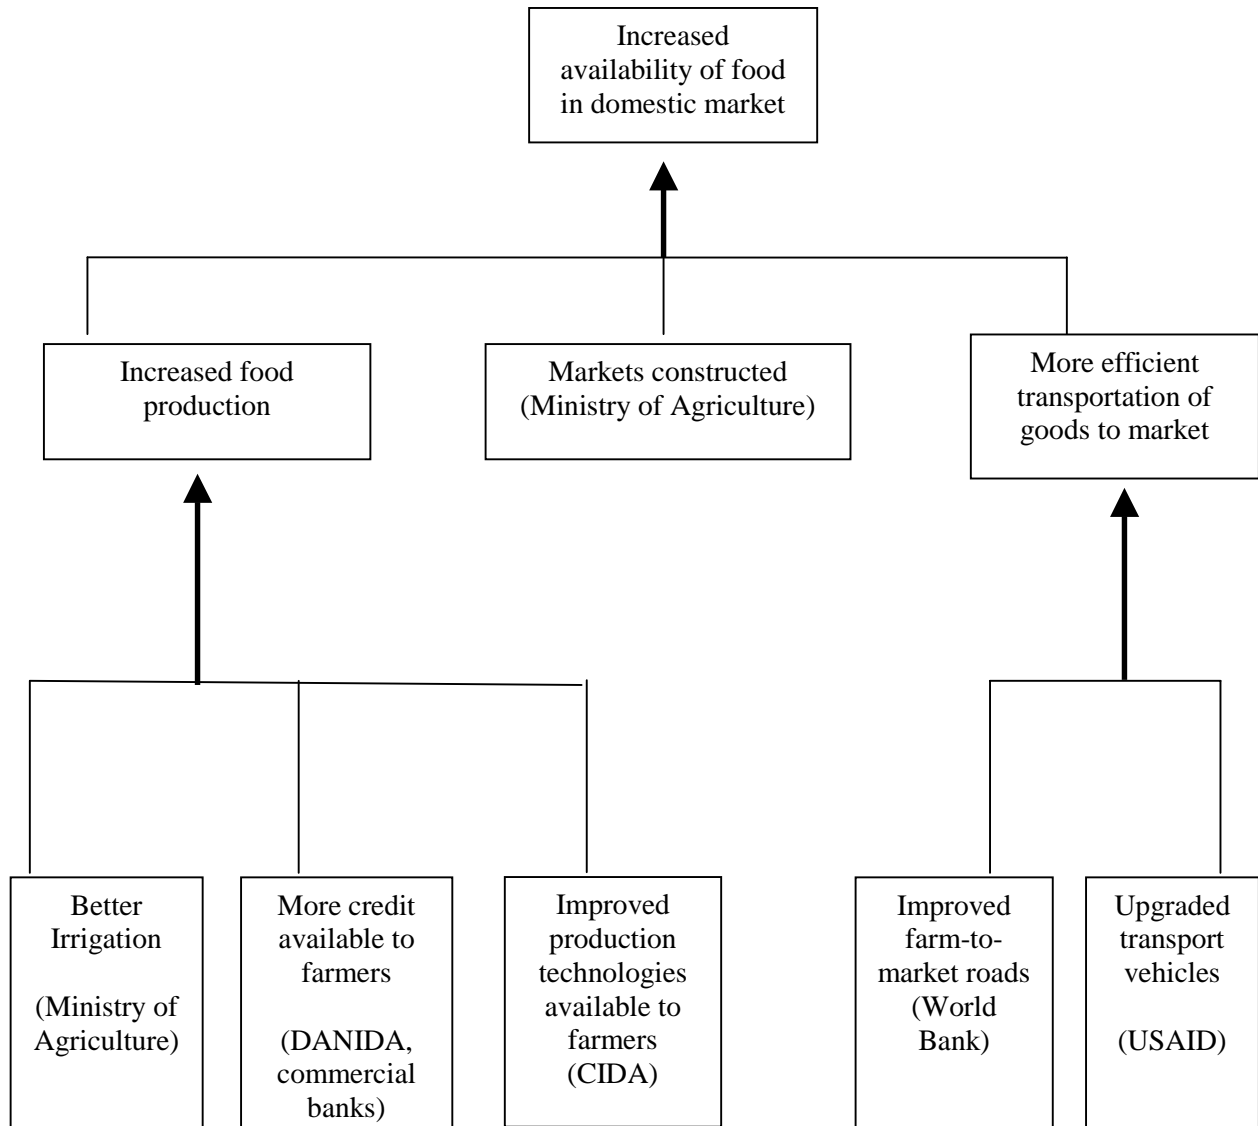 Increased
availability of food
in domestic market
Increased food
production
Markets constructed
(Ministry of Agriculture)
More efficient
transportation of
goods to market
Better
Irrigation
(Ministry of
Agriculture)
More credit
available to
farmers
(DANIDA,
commercial
banks)
Improved
production
technologies
available to
farmers
(CIDA)
Improved
farm-to-
market roads
(World
Bank)
Upgraded
transport
vehicles
(USAID)